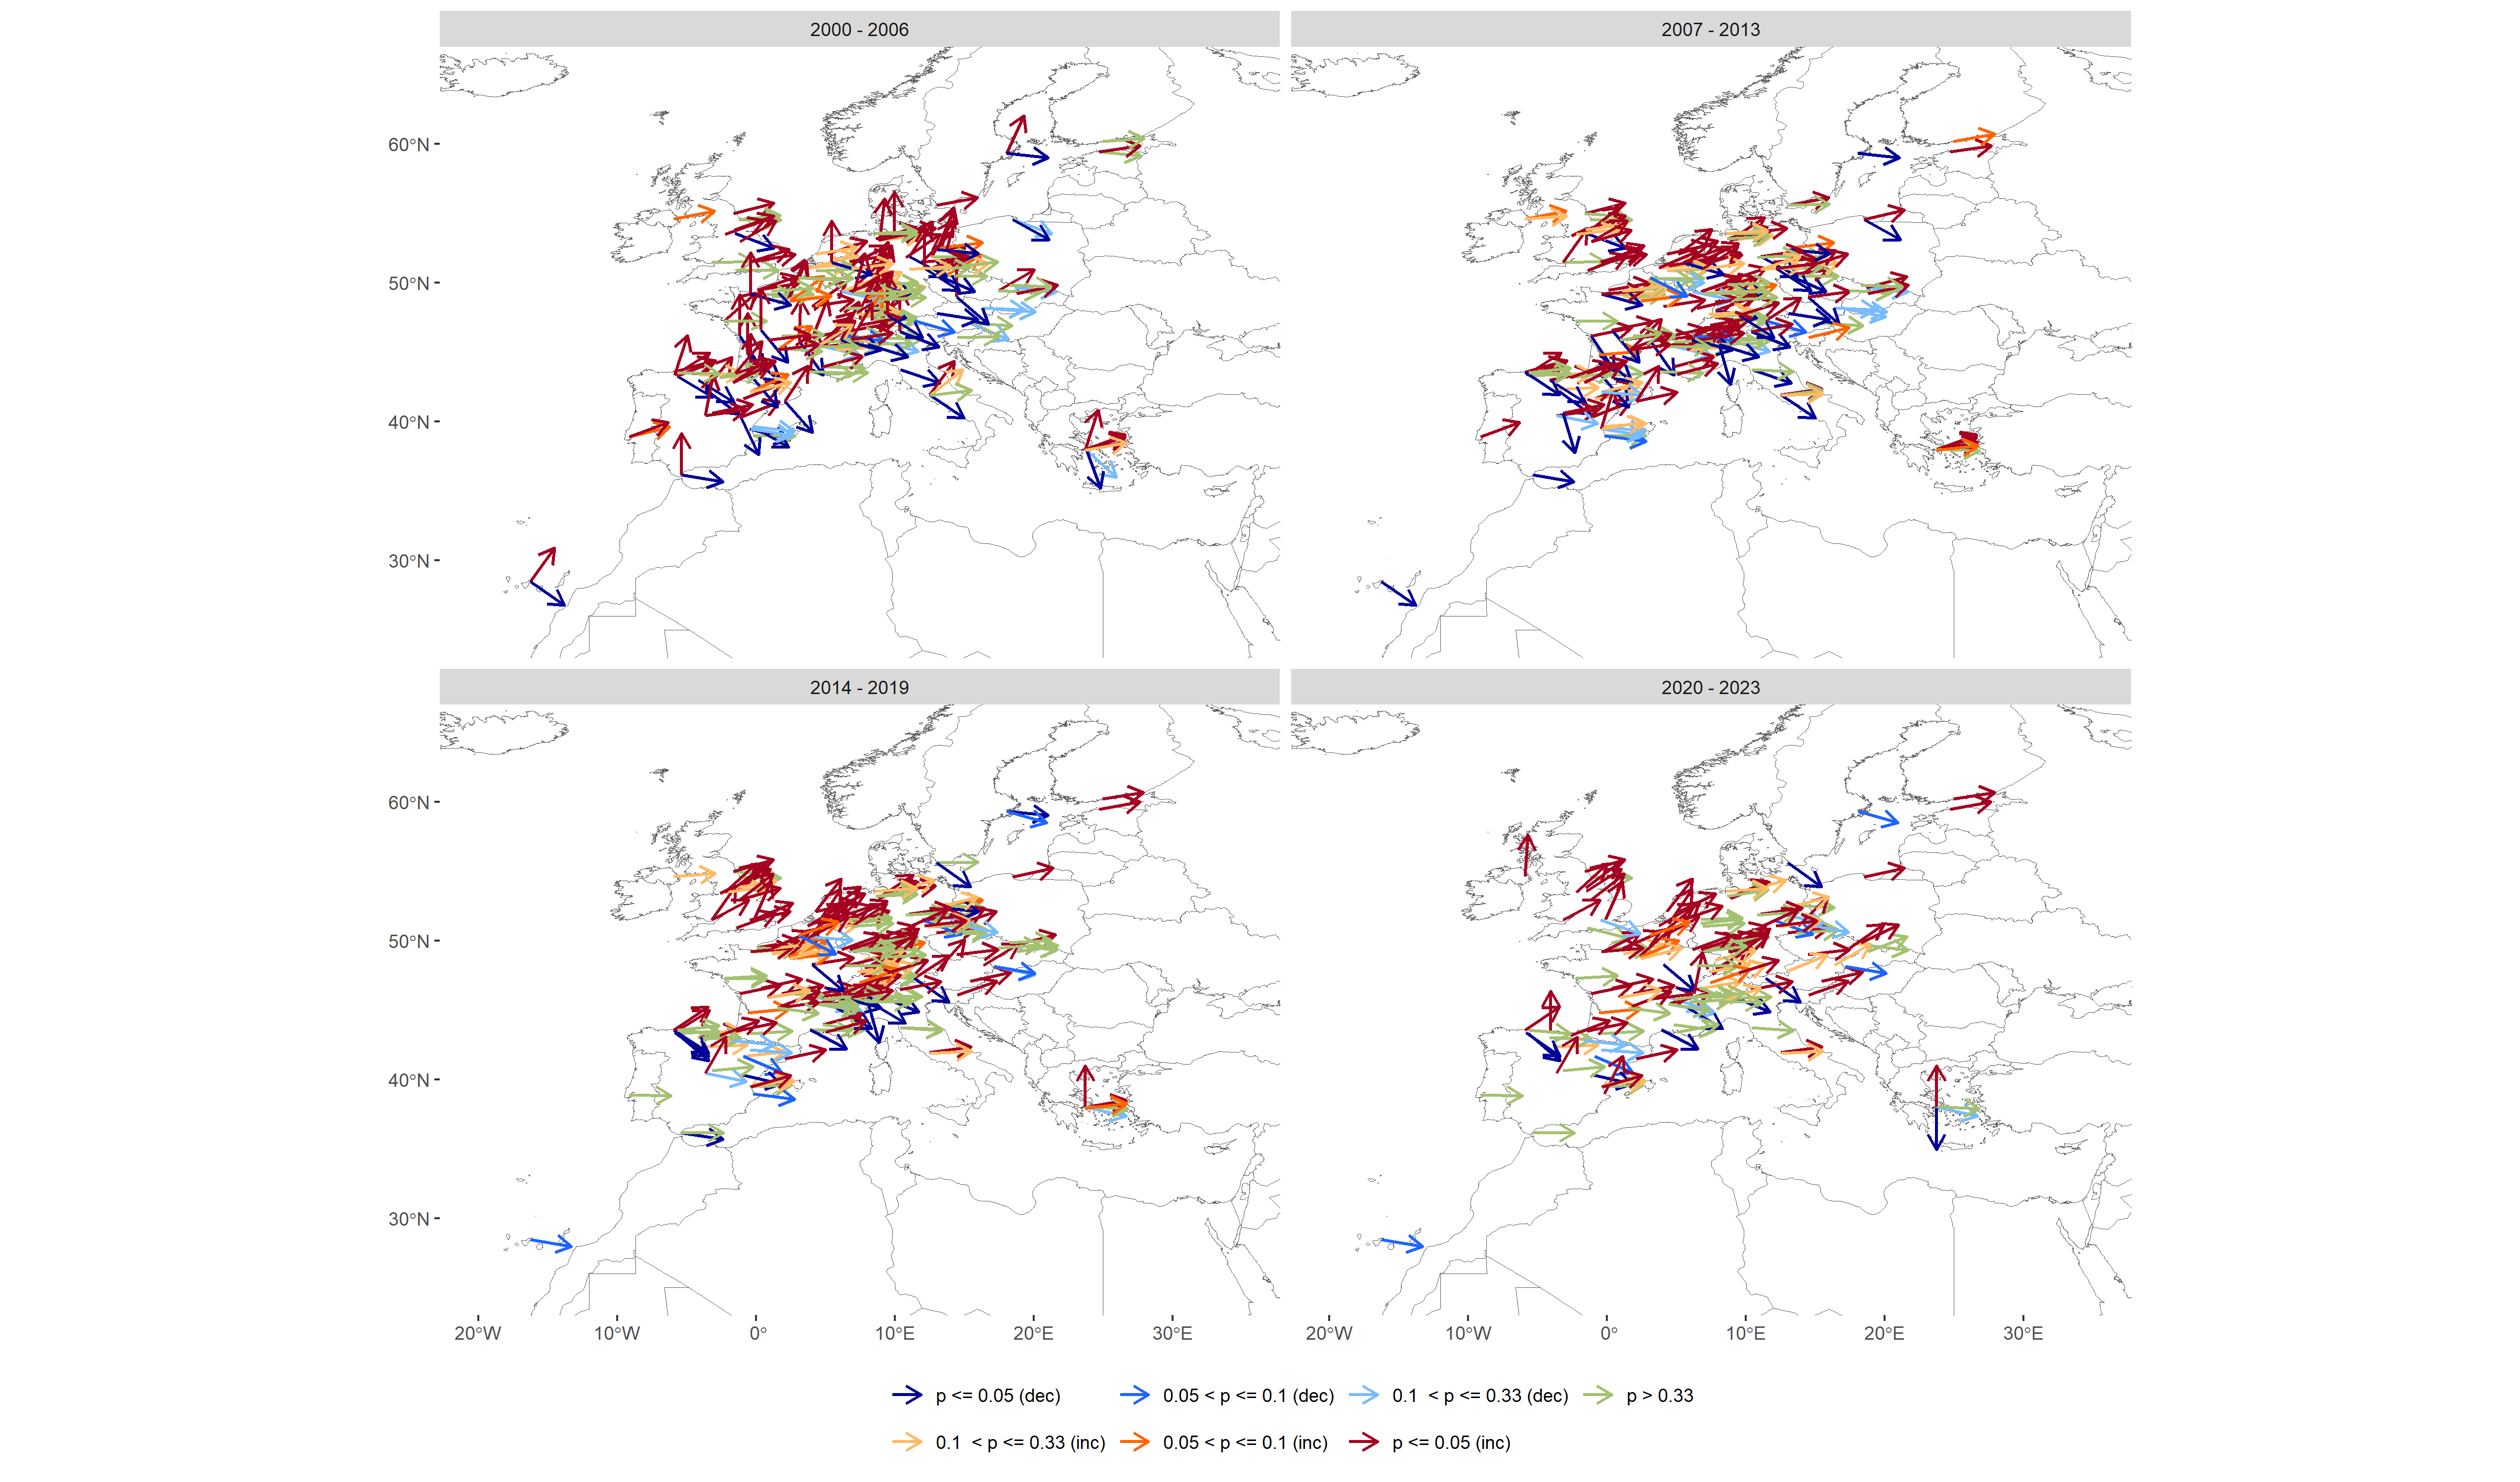 2000 - 2006
2007 - 2013
60°N
50°N
40°N
30°N
2014 - 2019
2020 - 2023
60°N
50°N
40°N
30°N
20°W 10°W 0° 10°E 20°E 30°E
20°W 10°W 0° 10°E 20°E 30°E
p <= 0.05 (dec) 0.05 < p <= 0.1 (dec) 0.1 < p <= 0.33 (dec) p > 0.33
0.1 < p <= 0.33 (inc) 0.05 < p <= 0.1 (inc) p <= 0.05 (inc)